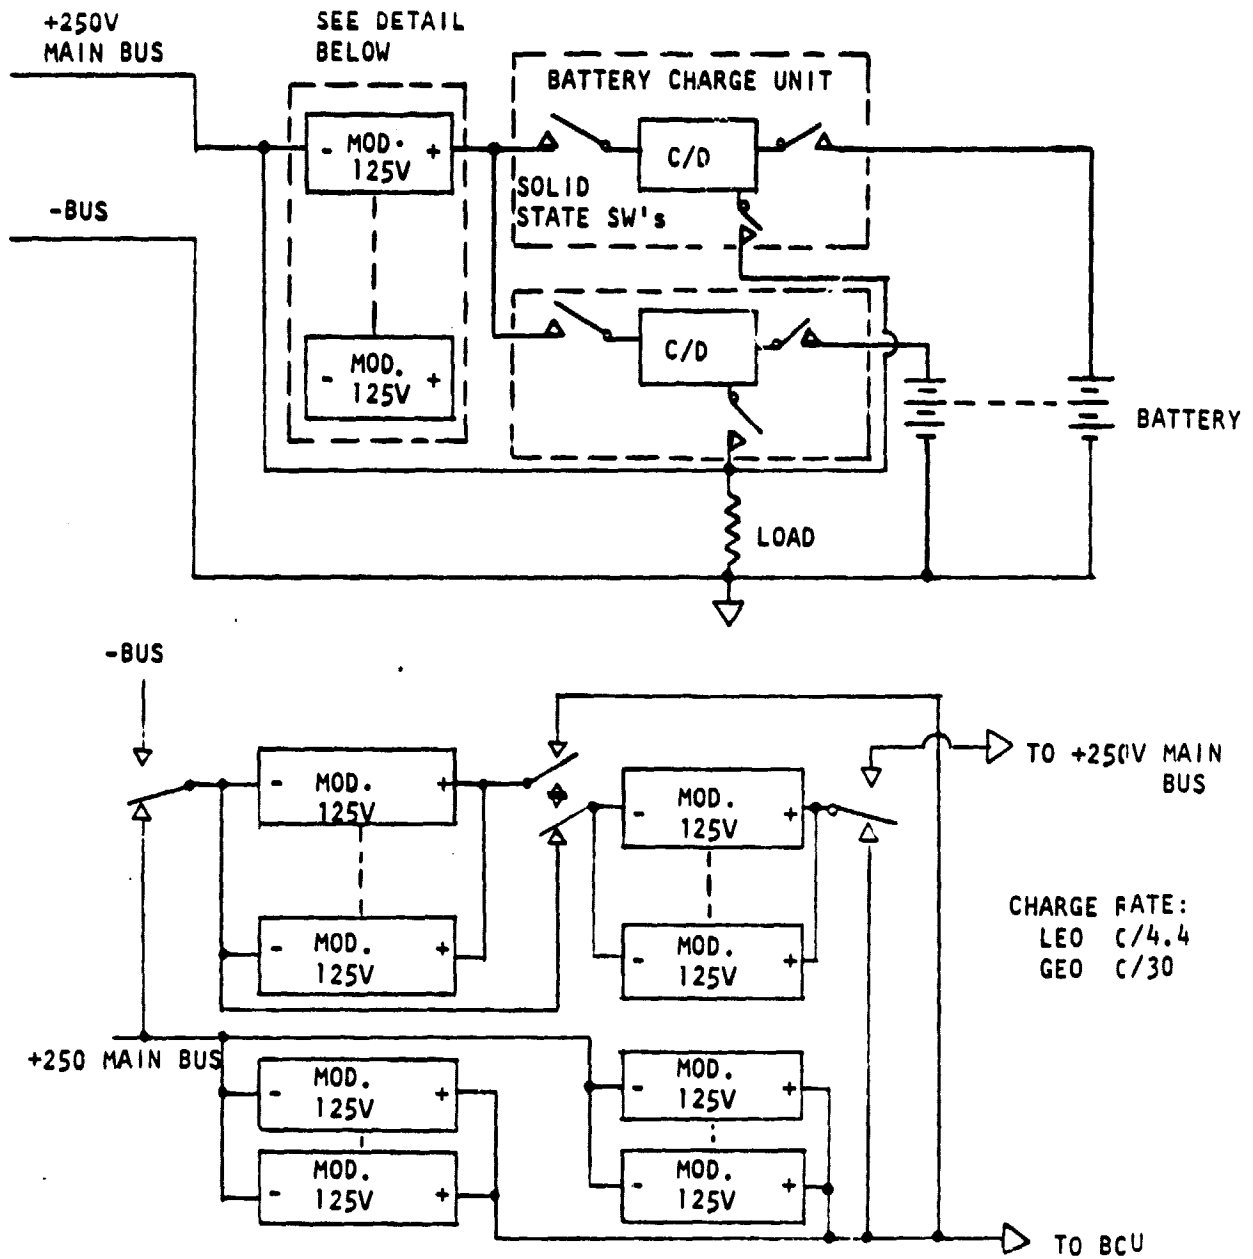 +250V
MAIN BUS
SEE DETAIL
BELOW
BATTERY CHARGE UNIT
- MOD. +
125V
C/D
SOLID
STATE SW's
-BUS
C/D
- MOD. +
125V
BATTERY
LOAD
-BUS
- MOD. +
125V
- MOD. +
125V
TO +250V MAIN
BUS
- MOD. +
125V
- MOD. +
125V
CHARGE RATE:
LEO C/4.4
GEO C/30
+250 MAIN BUS
- MOD. +
125V
- MOD. +
125V
- MOD. +
125V
- MOD. +
125V
TO BCU